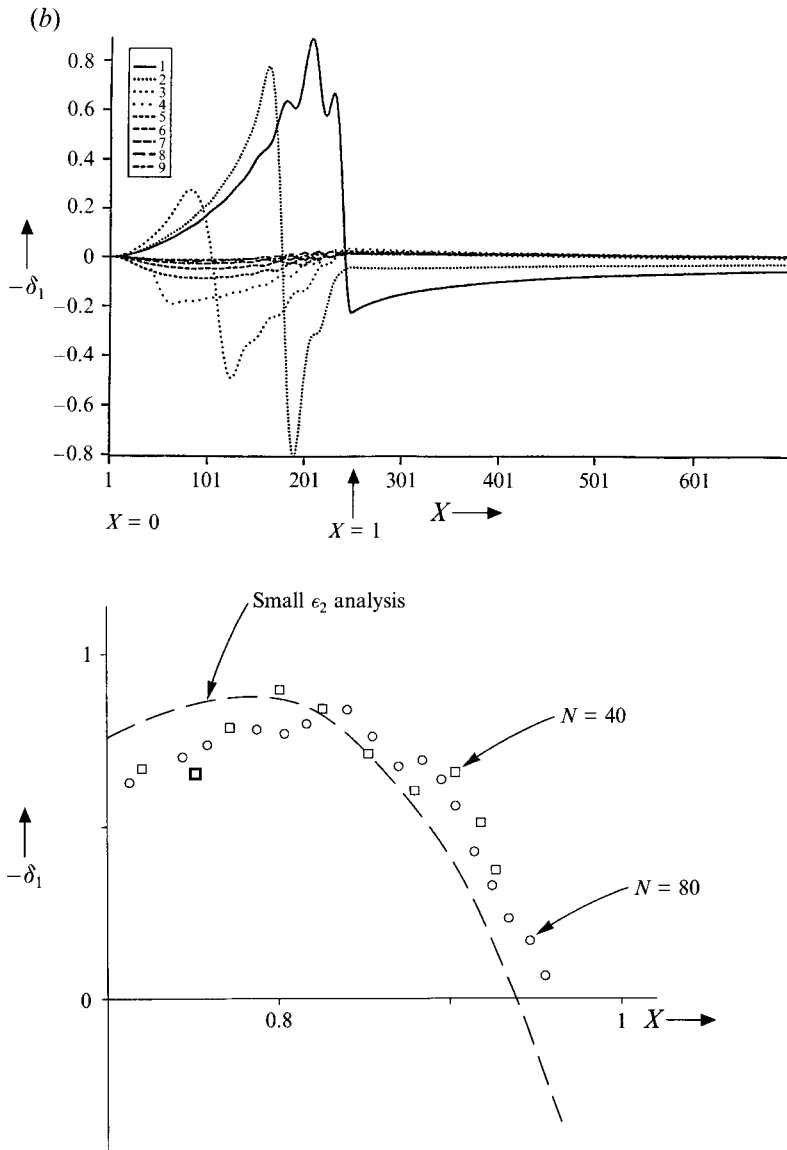 (b)
0.8
0.6
0.4
0.2
0
−0.2
−0.4
−0.6
−0.8
−δ₁
1
2
3
4
5
6
7
8
9
1 101 201 301 401 501 601
X = 0
X = 1
X
Small ϵ₂ analysis
1
N = 40
−δ₁
N = 80
0
0.8
1
X